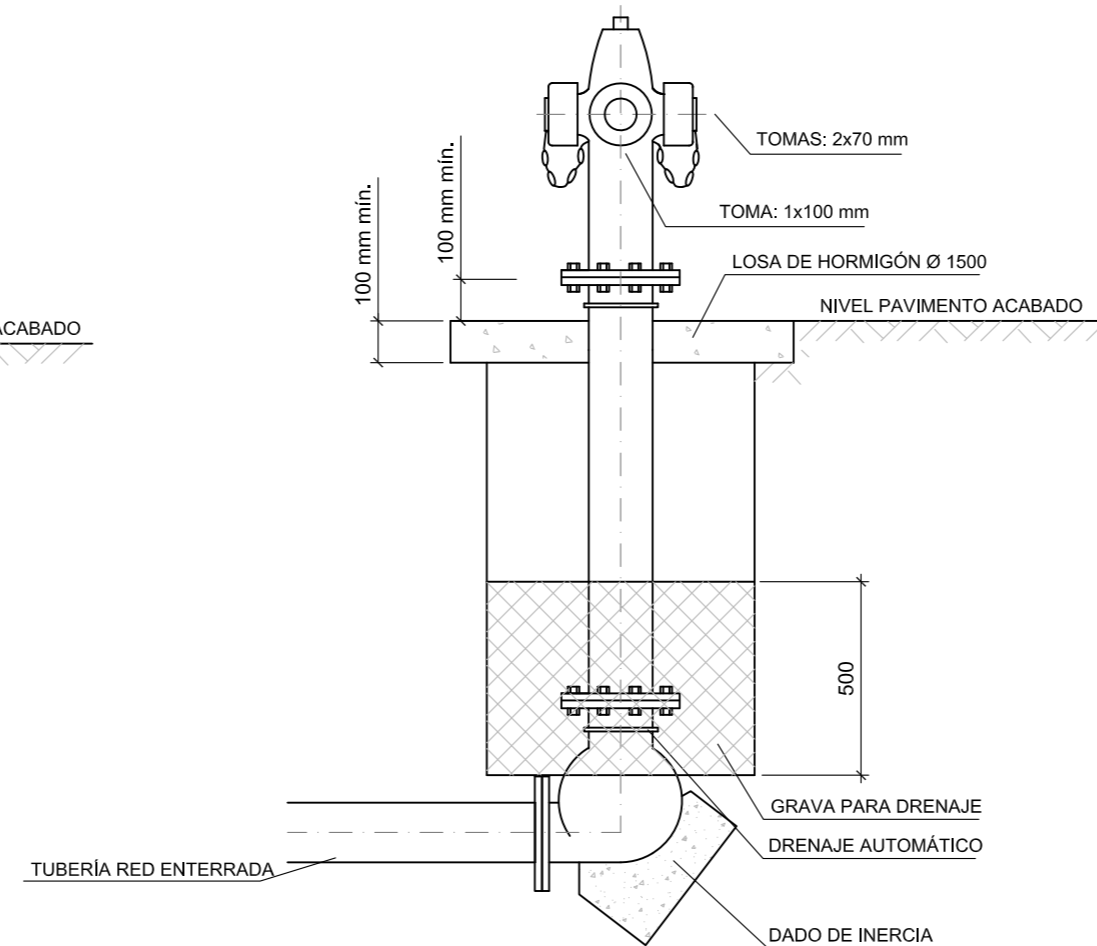 TOMAS: 2x70 mm
100 mm mín.
100 mm mín.
TOMA: 1x100 mm
LOSA DE HORMIGÓN Ø 1500
NIVEL PAVIMENTO ACABADO
ACABADO
500
GRAVA PARA DRENAJE
DRENAJE AUTOMÁTICO
TUBERÍA RED ENTERRADA
DADO DE INERCIA